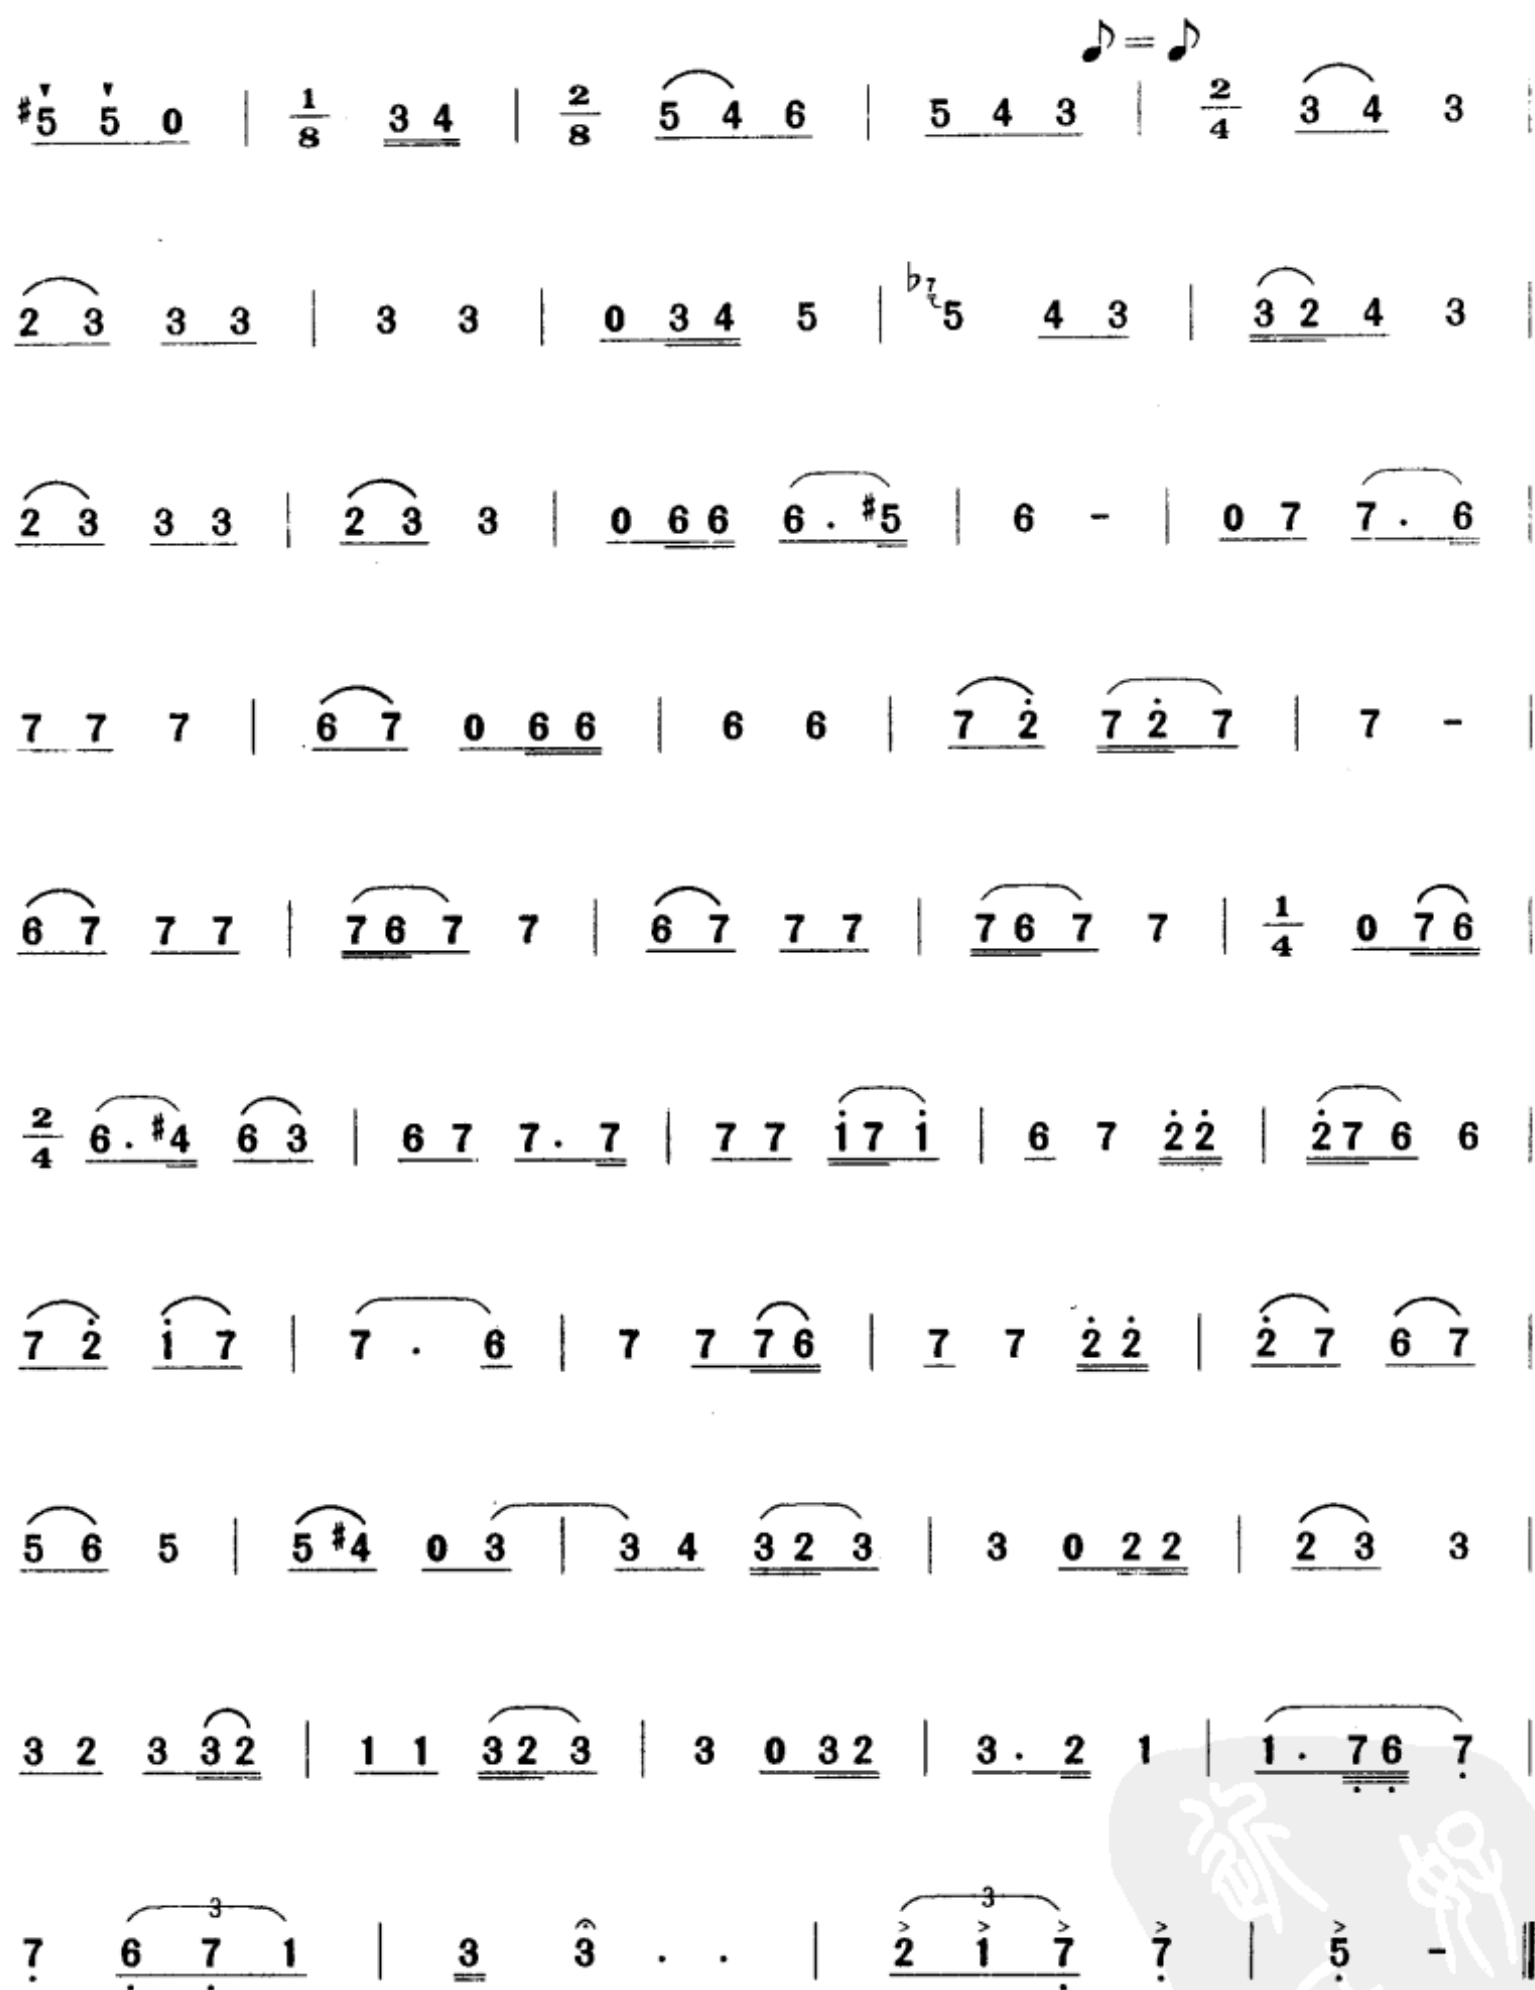 ♪=♪
#5 5 0 | 1/8 3 4 | 2/8 5 4 6 | 5 4 3 | 2/4 3 4 3 |
2 3 3 3 | 3 3 | 0 3 4 5 | ♭7 5 4 3 | 3 2 4 3 |
2 3 3 3 | 2 3 3 | 0 6 6 6 . #5 | 6 - | 0 7 7 . 6 |
7 7 7 | 6 7 0 6 6 | 6 6 | 7 2̇ 7 2̇ 7 | 7 - |
6 7 7 7 | 7 6 7 7 | 6 7 7 7 | 7 6 7 7 | 1/4 0 7 6 |
2/4 6 . #4 6 3 | 6 7 7 . 7 | 7 7 1̇ 7 1̇ | 6 7 2̇ 2̇ | 2̇ 7 6 6 |
7 2̇ 1̇ 7 | 7 . 6 | 7 7 7 6 | 7 7 2̇ 2̇ | 2̇ 7 6 7 |
5 6 5 | 5 #4 0 3 | 3 4 3 2 3 | 3 0 2 2 | 2 3 3 |
3 2 3 3 2 | 1 1 3 2 3 | 3 0 3 2 | 3 . 2 1 | 1 . 7̣ 6̣ 7̣ |
3 3
7̣ 6̣ 7̣ 1 | 3 3 . . | 2 1 7̣ 7̣ | 5̣ - ‖